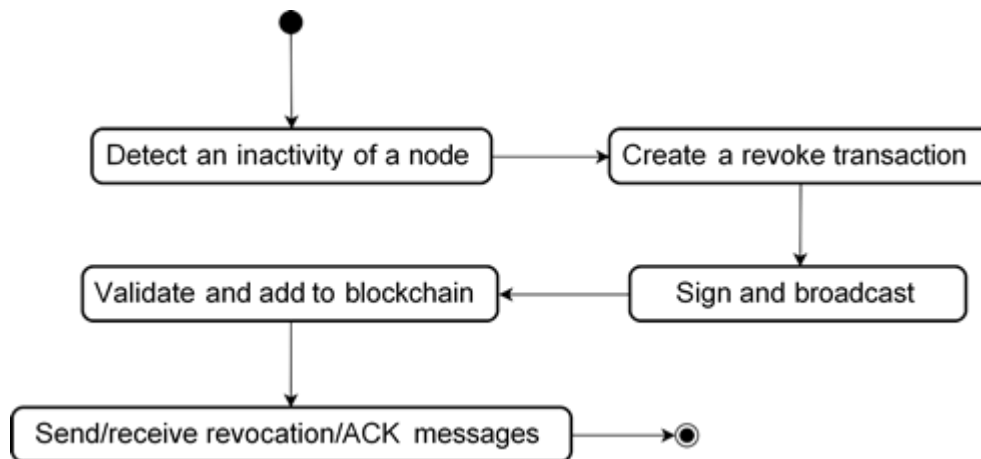 Detect an inactivity of a node
Create a revoke transaction
Sign and broadcast
Validate and add to blockchain
Send/receive revocation/ACK messages